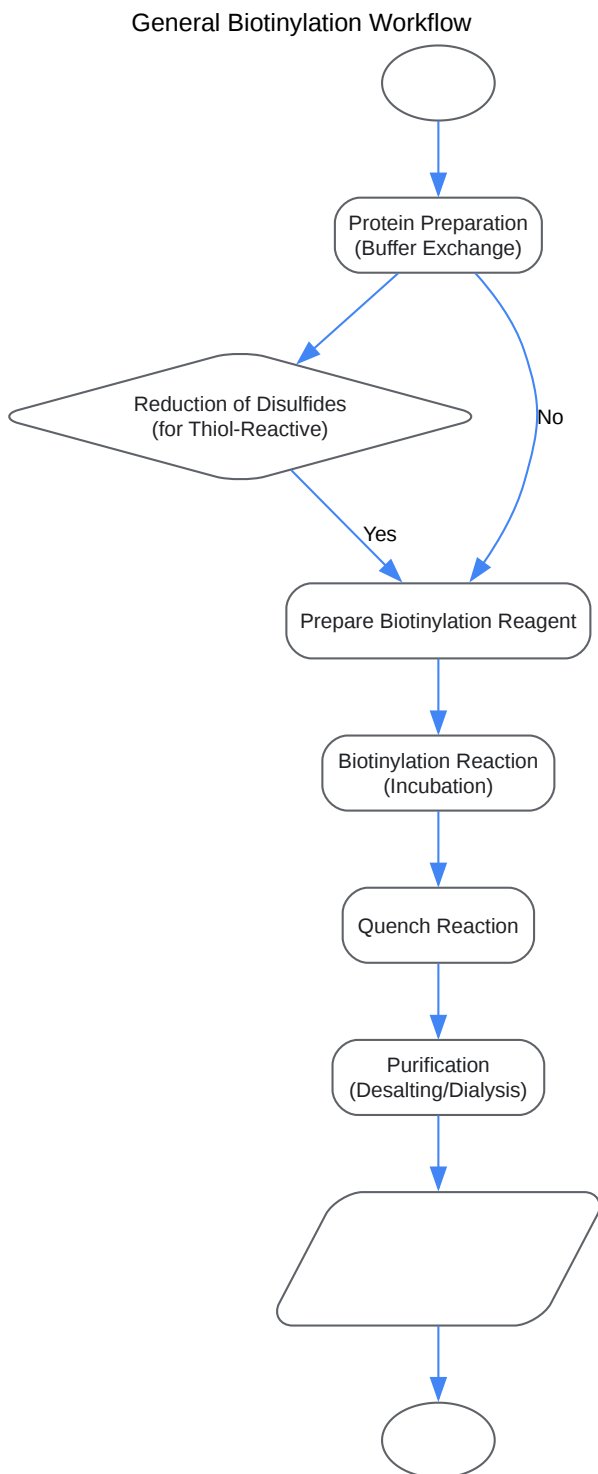 General Biotinylation Workflow
Protein Preparation
(Buffer Exchange)
Reduction of Disulfides
(for Thiol-Reactive)
No
Yes
Prepare Biotinylation Reagent
Biotinylation Reaction
(Incubation)
Quench Reaction
Purification
(Desalting/Dialysis)